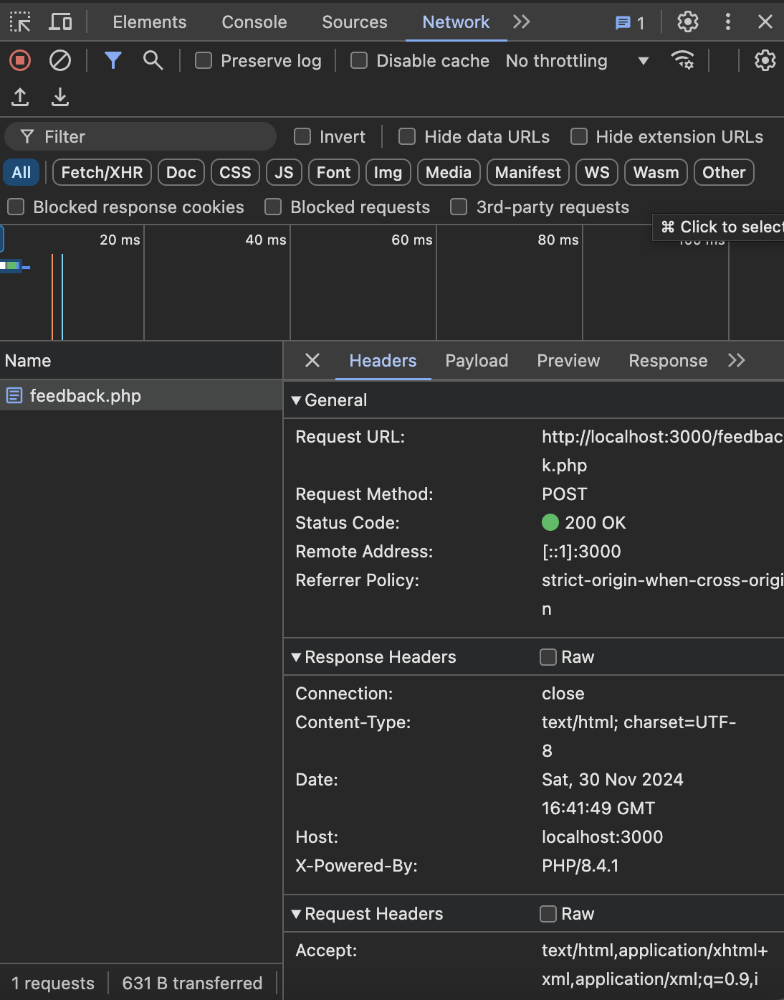 Elements Console Sources Network 1
Preserve log Disable cache No throttling
Filter Invert Hide data URLs Hide extension URLs
All Fetch/XHR Doc CSS JS Font Img Media Manifest WS Wasm Other
Blocked response cookies Blocked requests 3rd-party requests
⌘ Click to select
20 ms 40 ms 60 ms 80 ms
Name
feedback.php
Headers Payload Preview Response
General
Request URL: http://localhost:3000/feedbac
k.php
Request Method: POST
Status Code: 200 OK
Remote Address: [::1]:3000
Referrer Policy: strict-origin-when-cross-origi
n
Response Headers Raw
Connection: close
Content-Type: text/html; charset=UTF-
8
Date: Sat, 30 Nov 2024
16:41:49 GMT
Host: localhost:3000
X-Powered-By: PHP/8.4.1
Request Headers Raw
Accept: text/html,application/xhtml+
xml,application/xml;q=0.9,i
1 requests 631 B transferred